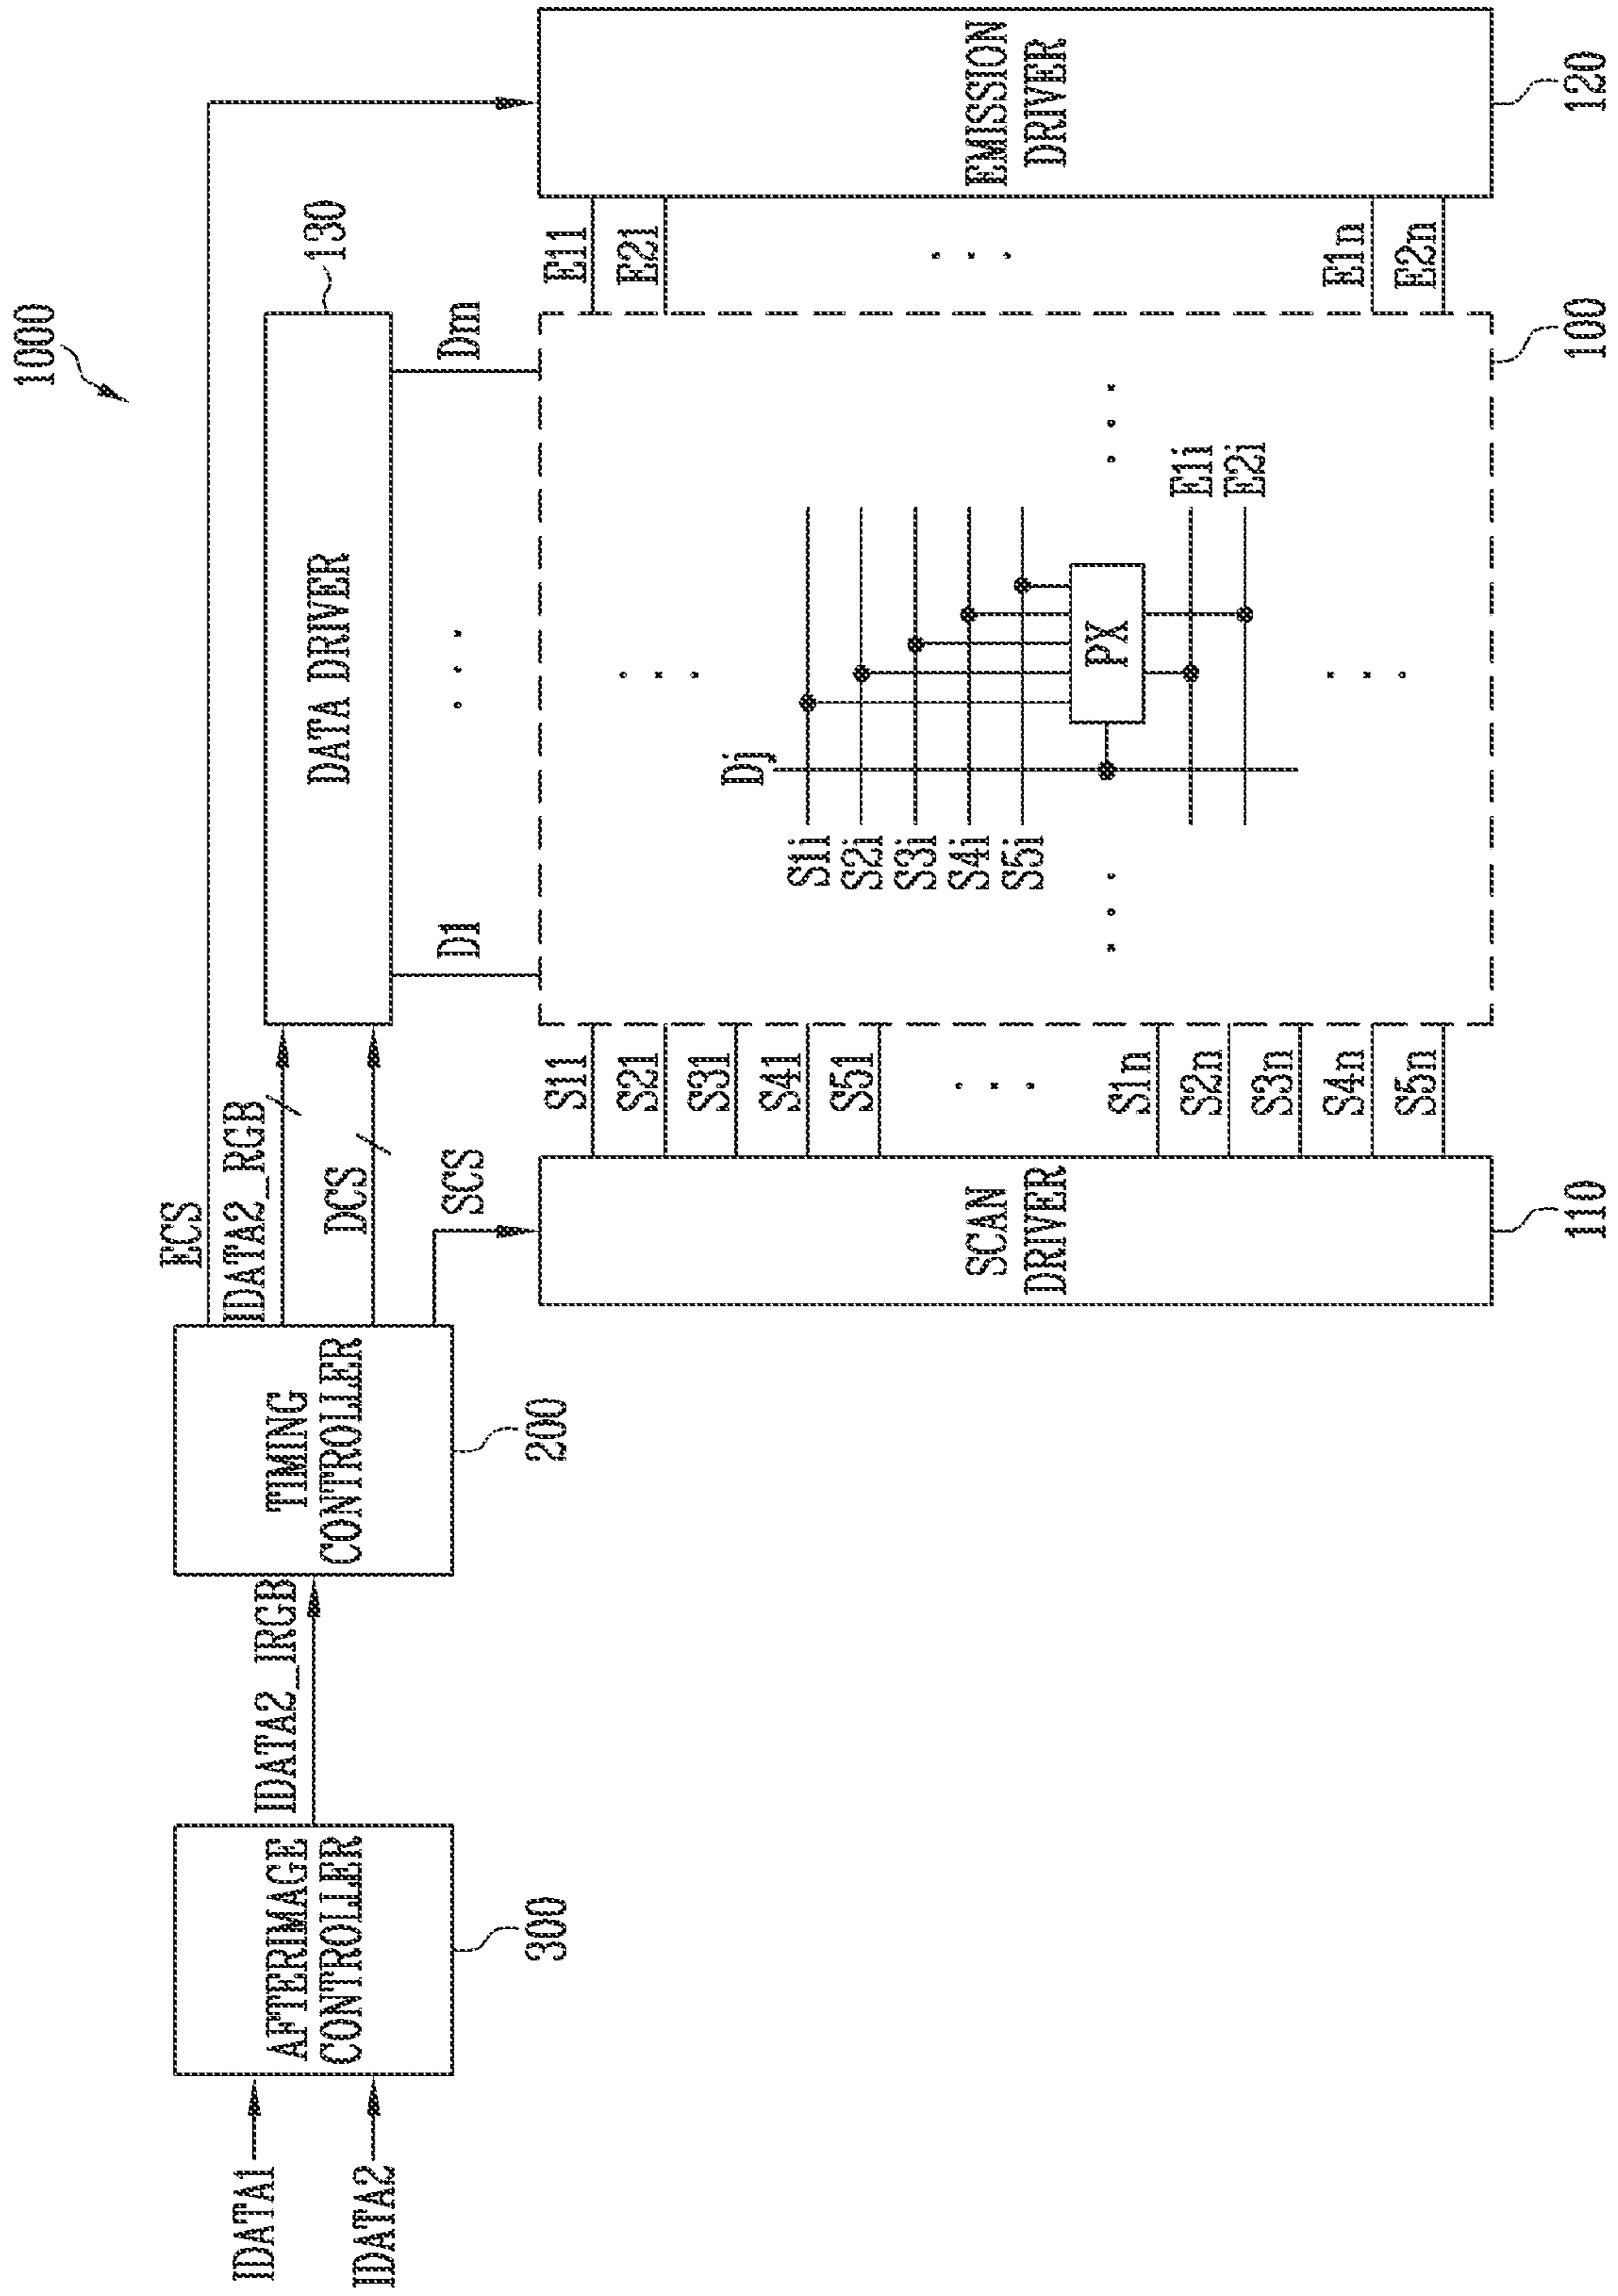 1000
IDATA1
IDATA2
AFTERIMAGE
CONTROLLER
300
IDATA2_IRGB
TIMING
CONTROLLER
200
ECS
IDATA2_RGB
DCS
SCS
DATA DRIVER
130
D1
Dm
SCAN
DRIVER
110
S11
S21
S31
S41
S51
S1n
S2n
S3n
S4n
S5n
Dj
S1i
S2i
S3i
S4i
S5i
PX
E1i
E2i
100
E11
E21
E1n
E2n
EMISSION
DRIVER
120